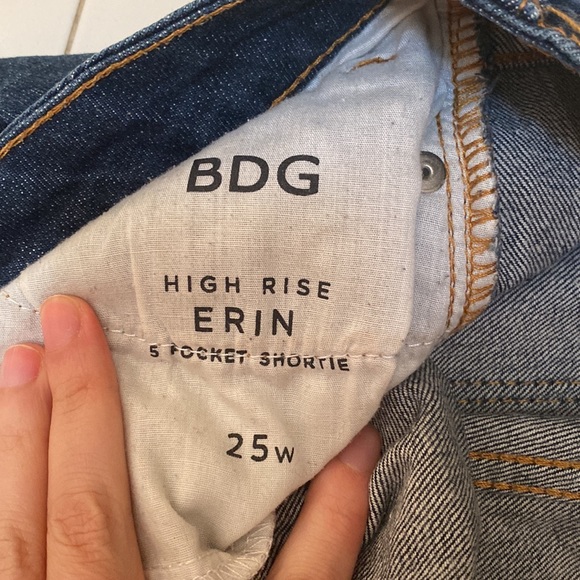 BDG
HIGH RISE
ERIN
5 POCKET SHORTIE
25W